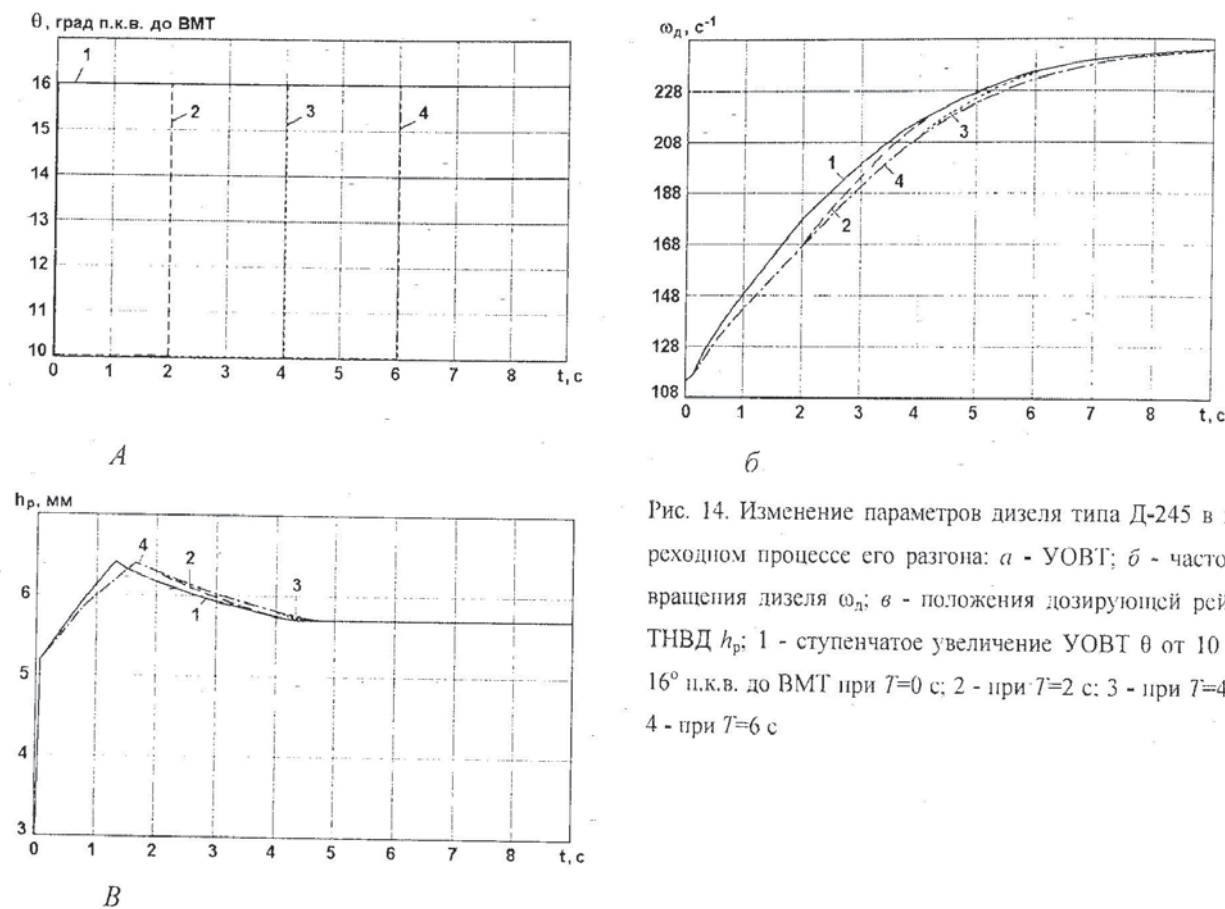 θ, град п.к.в. до ВМТ
16
15
14
13
12
11
10
1
2
3
4
0 1 2 3 4 5 6 7 8 t, с
А
ω_д, с⁻¹
228
208
188
168
148
128
108
1
2
3
4
0 1 2 3 4 5 6 7 8 t, с
б
h_р, мм
6
5
4
3
4
2
3
1
0 1 2 3 4 5 6 7 8 t, с
В
Рис. 14. Изменение параметров дизеля типа Д-245 в
реходном процессе его разгона: а - УОВТ; б - часто
вращения дизеля ω_д; в - положения дозирующей рей
ТНВД h_р; 1 - ступенчатое увеличение УОВТ θ от 10
16° п.к.в. до ВМТ при T=0 с; 2 - при T=2 с; 3 - при T=4
4 - при T=6 с